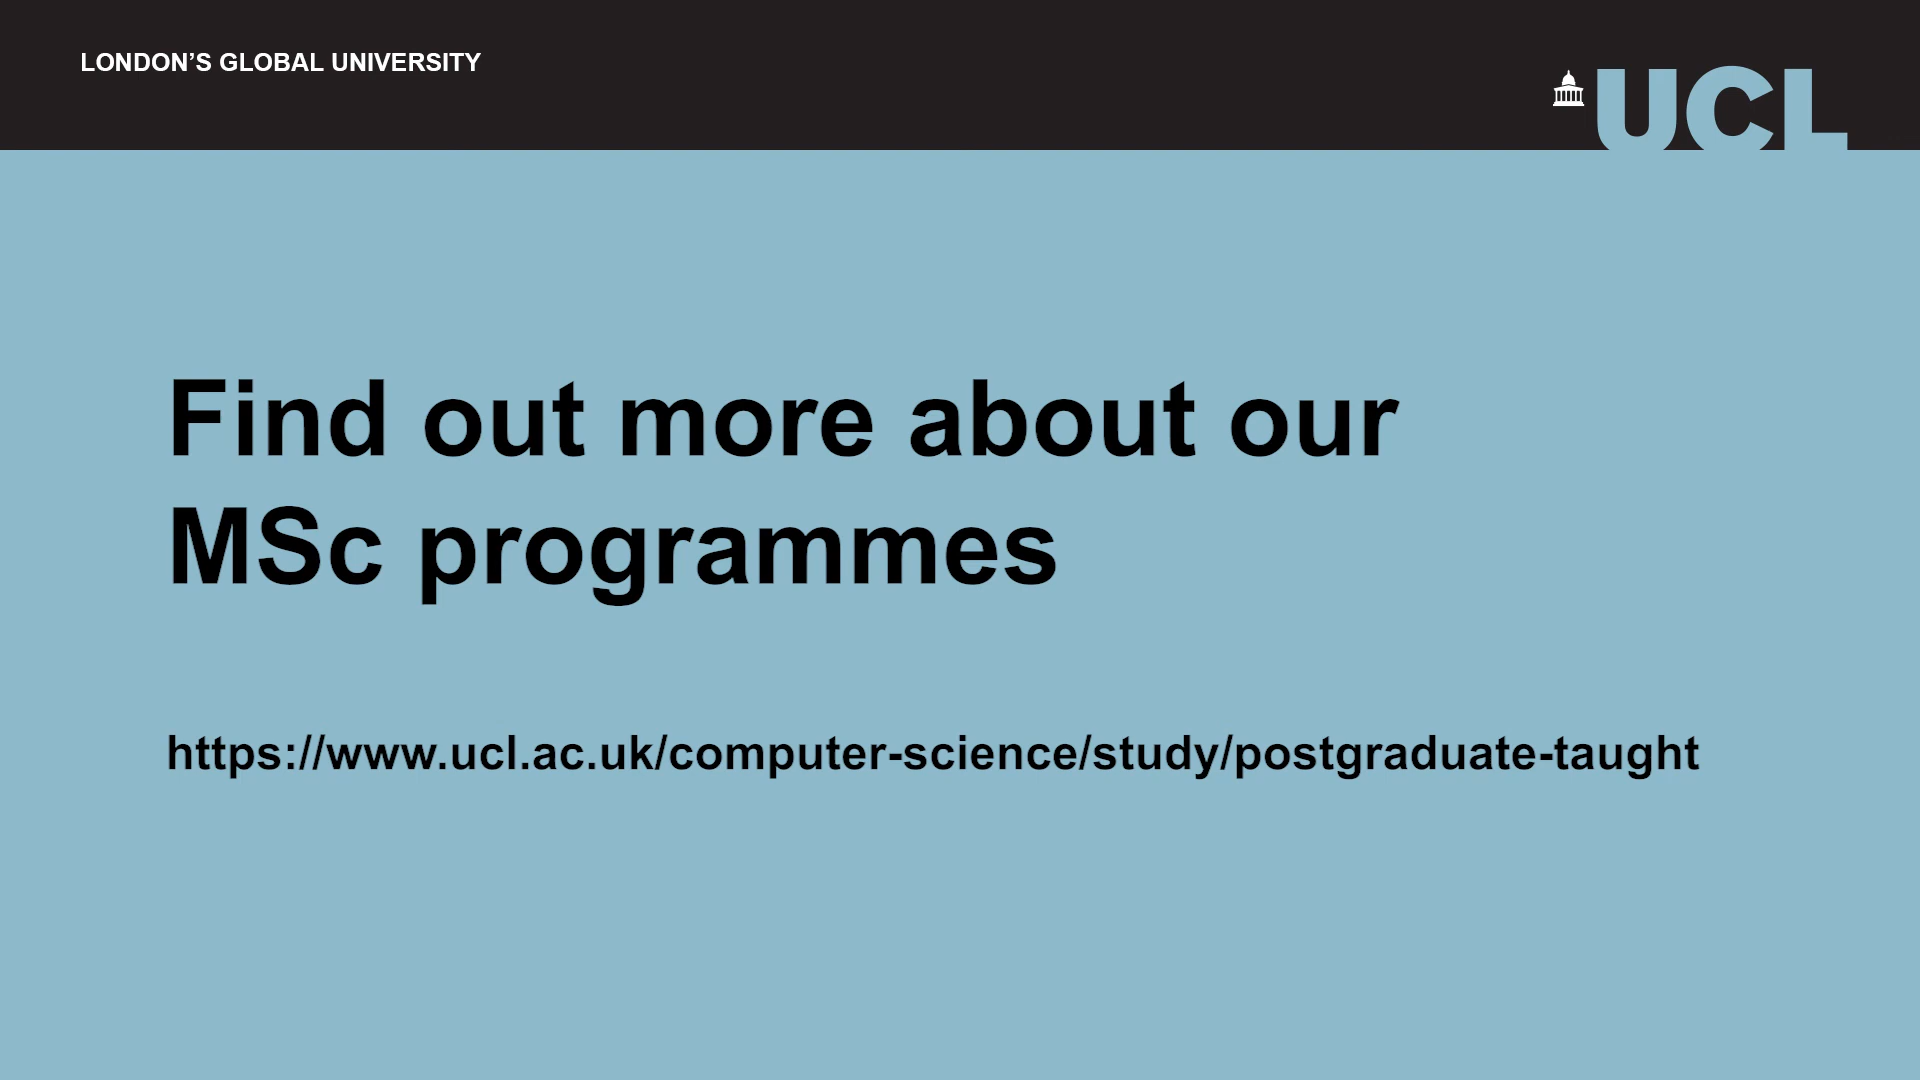 LONDON’S GLOBAL UNIVERSITY
UCL
Find out more about our
MSc programmes
https://www.ucl.ac.uk/computer-science/study/postgraduate-taught